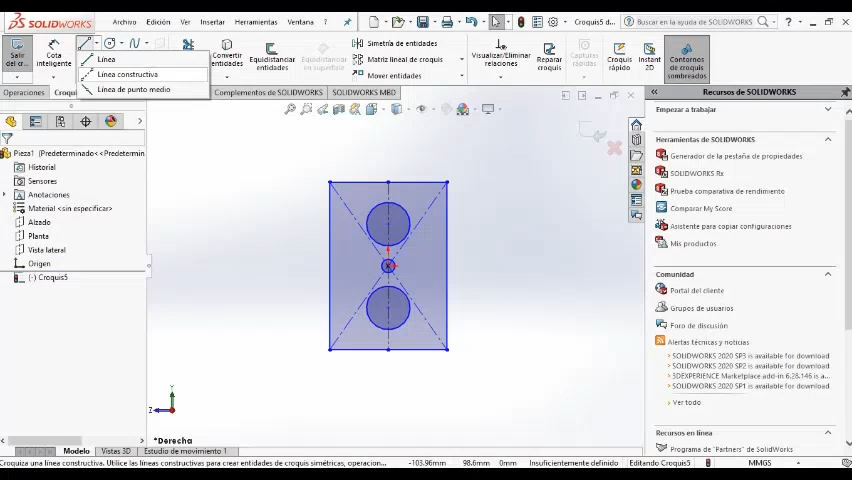 SOLIDWORKS
Archivo Edición Ver Insertar Herramientas Ventana
Croquis5 d
Buscar en la ayuda de SOLIDWORKS
Salir del cr...
Cota inteligente
Línea
Línea constructiva
Línea de punto medio
Convertir entidades
Equidistanciar entidades
Equidistanciar en superficie
Simetría de entidades
Matriz lineal de croquis
Mover entidades
Visualizar/Eliminar relaciones
Reparar croquis
Capturas rápidas
Croquis rápido
Instant 2D
Contornos de croquis sombreados
Operaciones Croqu
Complementos de SOLIDWORKS SOLIDWORKS MBD
Pieza1 (Predeterminado<<Predetermin
Historial
Sensores
Anotaciones
Material <sin especificar>
Alzado
Planta
Vista lateral
Origen
(-) Croquis5
Y
Z
*Derecha
Recursos de SOLIDWORKS
Empezar a trabajar
Herramientas de SOLIDWORKS
Generador de la pestaña de propiedades
SOLIDWORKS Rx
Prueba comparativa de rendimiento
Comparar My Score
Asistente para copiar configuraciones
Mis productos
Comunidad
Portal del cliente
Grupos de usuarios
Foro de discusión
Alertas técnicas y noticias
SOLIDWORKS 2020 SP3 is available for download
SOLIDWORKS 2020 SP2 is available for download
3DEXPERIENCE Marketplace add-in 6.28.146 is a...
SOLIDWORKS 2020 SP1 is available for download
Ver todo
Recursos en línea
Programa de "Partners" de SolidWorks
Modelo Vistas 3D Estudio de movimiento 1
Croquiza una línea constructiva. Utilice las líneas constructivas para crear entidades de croquis simétricas, operacion...
-103.96mm 98.6mm 0mm Insuficientemente definido Editando Croquis5 MMGS